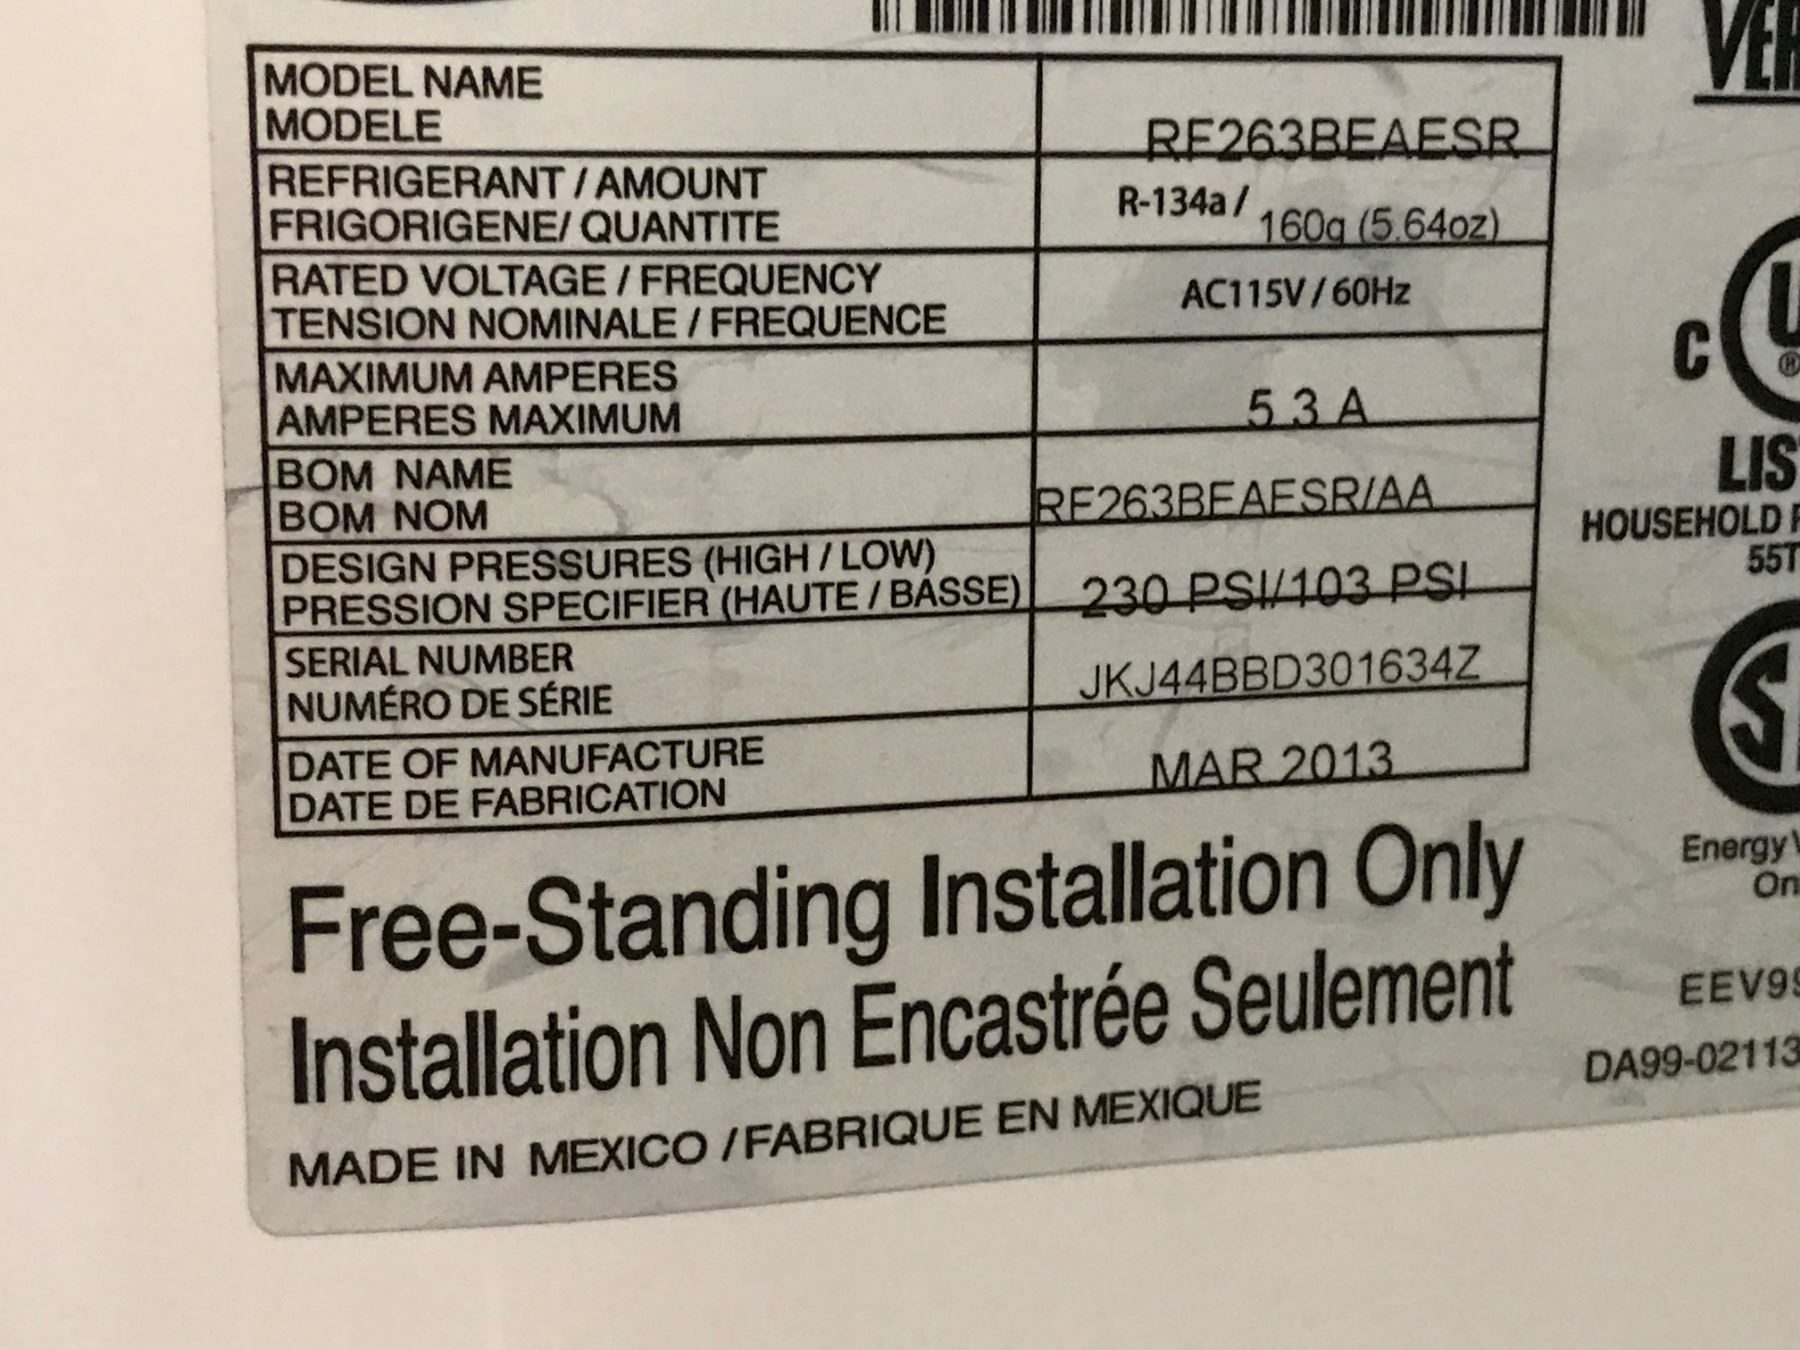 MODEL NAME
MODELE
RF263BEAESR
REFRIGERANT / AMOUNT
FRIGORIGENE/ QUANTITE
R-134a / 160g (5.64oz)
RATED VOLTAGE / FREQUENCY
TENSION NOMINALE / FREQUENCE
AC115V / 60Hz
MAXIMUM AMPERES
AMPERES MAXIMUM
5.3 A
BOM NAME
BOM NOM
RF263BEAESR/AA
DESIGN PRESSURES (HIGH / LOW)
PRESSION SPECIFIER (HAUTE / BASSE)
230 PSI/103 PSI
SERIAL NUMBER
NUMÉRO DE SÉRIE
JKJ44BBD301634Z
DATE OF MANUFACTURE
DATE DE FABRICATION
MAR 2013
Free-Standing Installation Only
Installation Non Encastrée Seulement
MADE IN MEXICO / FABRIQUE EN MEXIQUE
C
®
HOUSEHOLD
Energy
DA99-02113